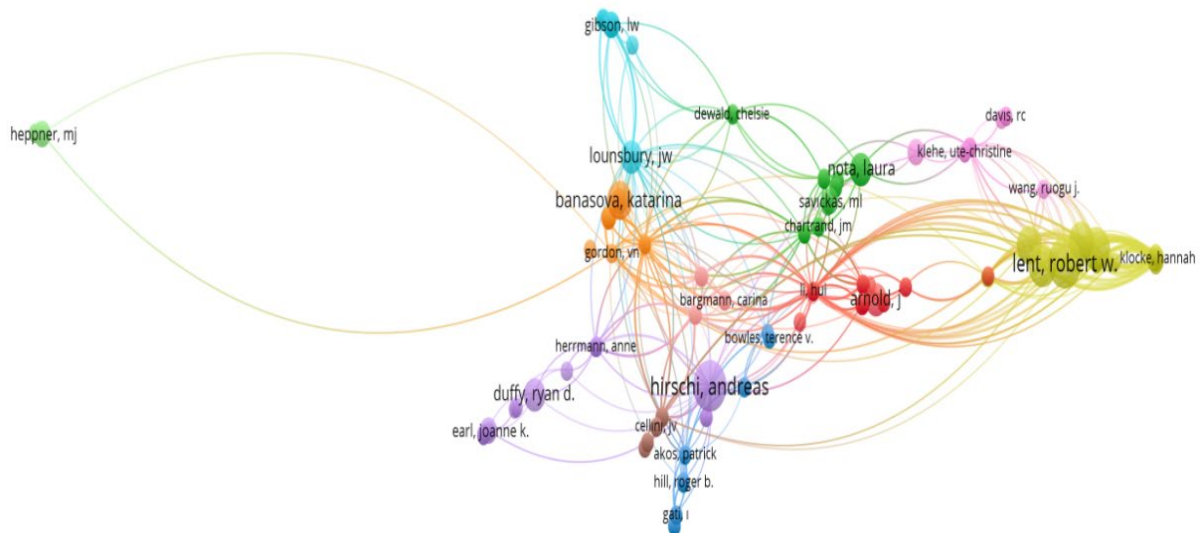 gibson, lw
dewald, chelsie
davis, rc
heppner, mj
lounsbury, jw
klehe, ute-christine
nota, laura
wang, ruogu j.
banasova, katarina
savickas, ml
chartrand, jm
gordon, vn
lent, robert w.
klocke, hannah
li, hui
bargmann, carina
arnold, j
bowles, terence v.
herrmann, anne
hirschi, andreas
duffy, ryan d.
earl, joanne k.
cellini, jv
akos, patrick
hill, roger b.
gati, i